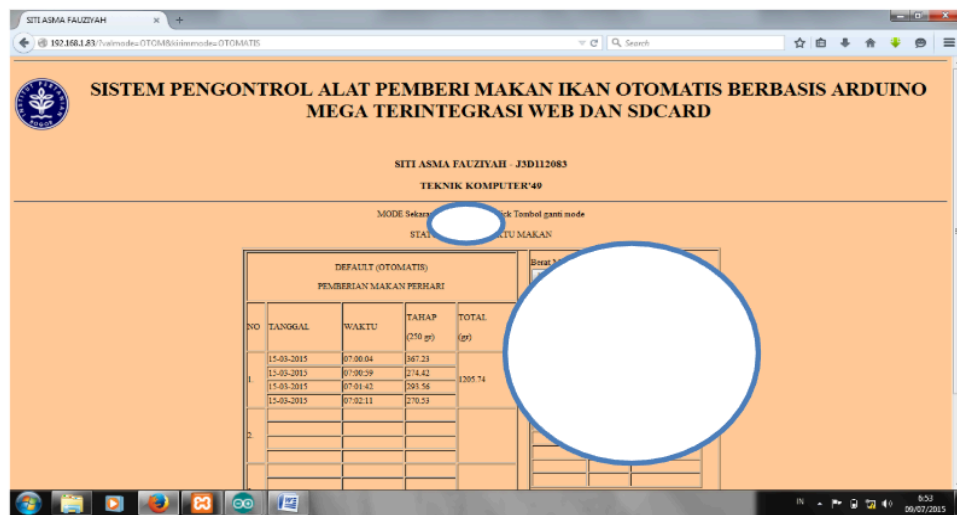 SITI ASMA FAUZIYAH
192.168.1.83/?valmode=OTOM&kirimmode=OTOMATIS
Search
SISTEM PENGONTROL ALAT PEMBERI MAKAN IKAN OTOMATIS BERBASIS ARDUINO
MEGA TERINTEGRASI WEB DAN SDCARD
SITI ASMA FAUZIYAH - J3D112083
TEKNIK KOMPUTER'49
MODE Tombol ganti mode
MAKAN
DEFAULT (OTOMATIS)
PEMBERIAN MAKAN PERHARI
Berat
NO TANGGAL WAKTU TAHAP (250 gr) TOTAL (gr)
1. 15-03-2015 07:00:04 367.23 1205.74
15-03-2015 07:00:59 274.42
15-03-2015 07:01:42 293.56
15-03-2015 07:02:11 270.53
2.
IN 6:53
09/07/2015